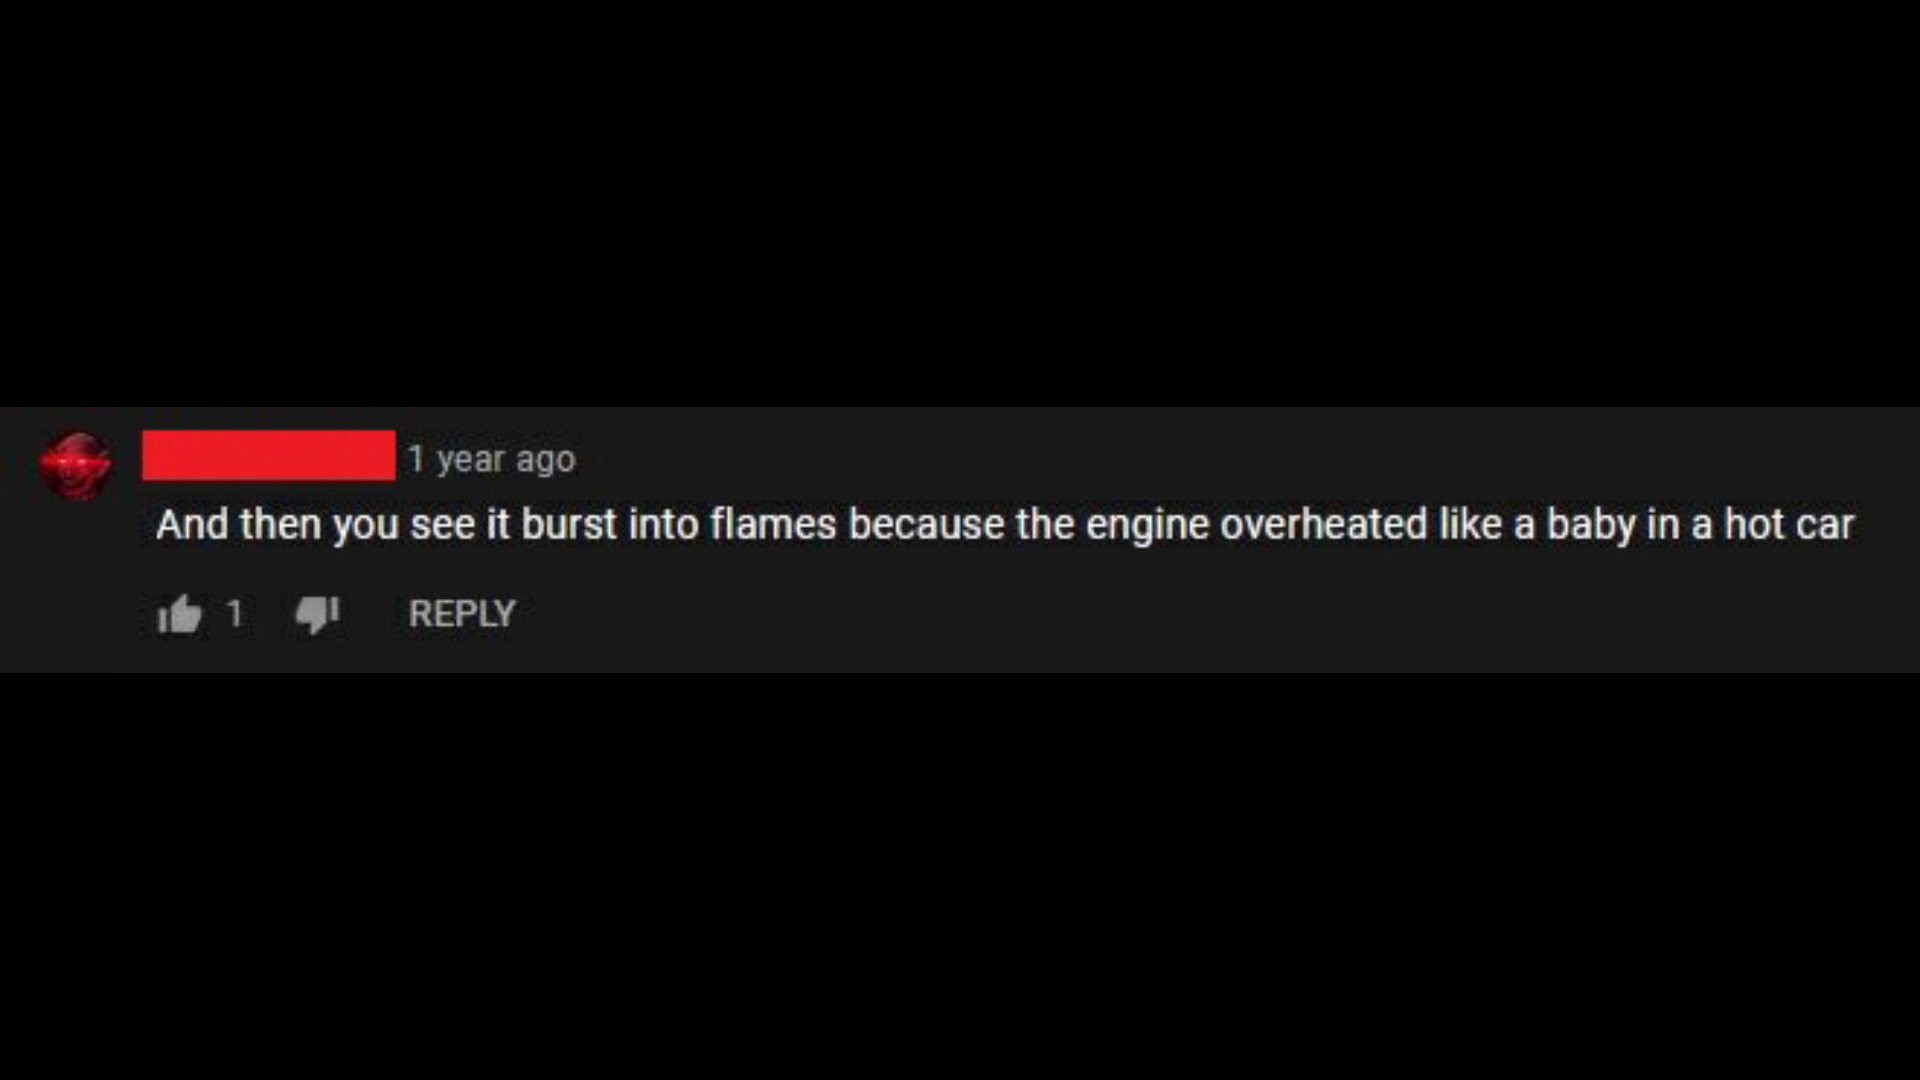 1 year ago
And then you see it burst into flames because the engine overheated like a baby in a hot car
1 REPLY